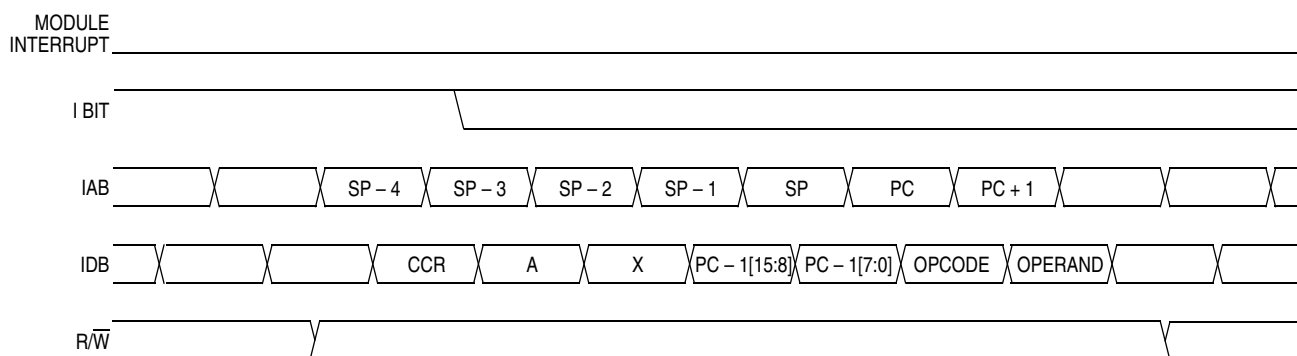 MODULE
INTERRUPT
I BIT
IAB SP – 4 SP – 3 SP – 2 SP – 1 SP PC PC + 1
IDB CCR A X PC – 1[15:8] PC – 1[7:0] OPCODE OPERAND
R/W̅